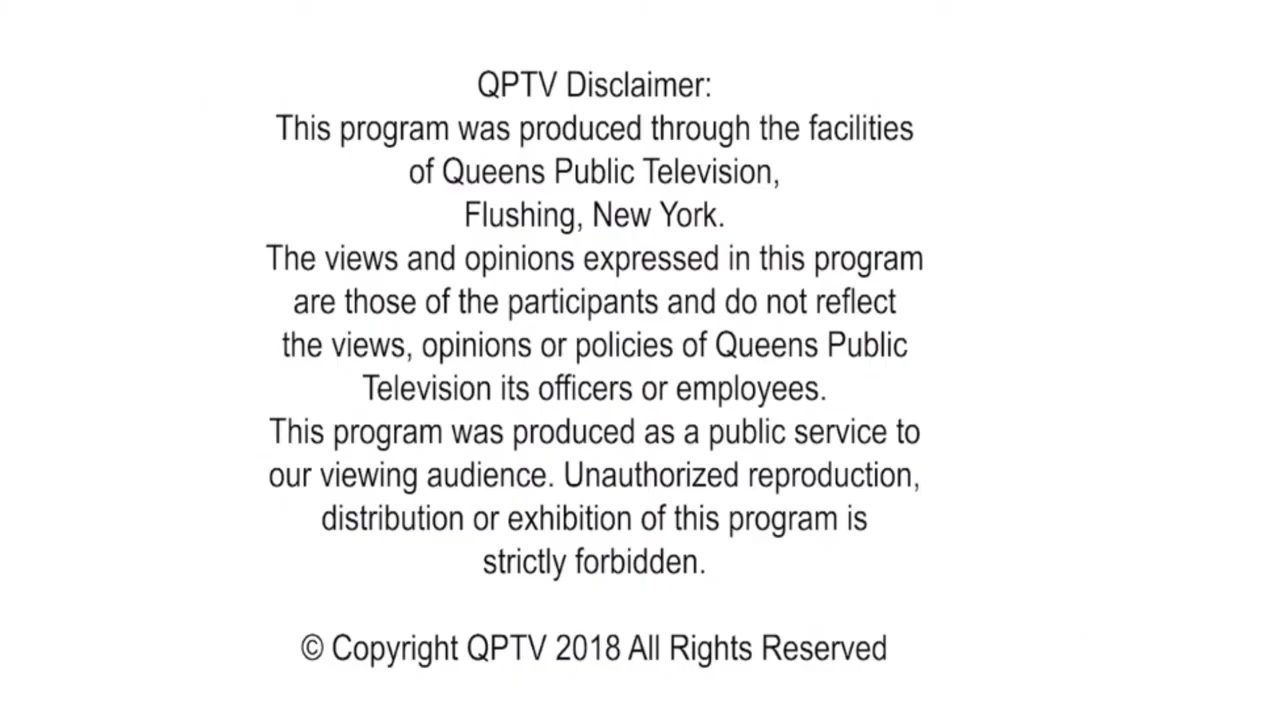 QPTV Disclaimer:
This program was produced through the facilities
of Queens Public Television,
Flushing, New York.
The views and opinions expressed in this program
are those of the participants and do not reflect
the views, opinions or policies of Queens Public
Television its officers or employees.
This program was produced as a public service to
our viewing audience. Unauthorized reproduction,
distribution or exhibition of this program is
strictly forbidden.
© Copyright QPTV 2018 All Rights Reserved